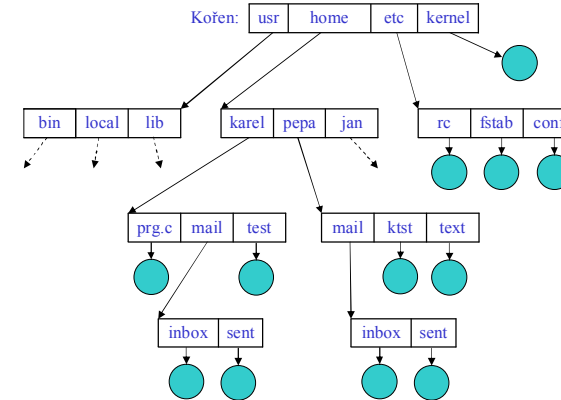 Kořen: usr home etc kernel
bin local lib karel pepa jan rc fstab
prg.c mail test mail ktst text
inbox sent inbox sent